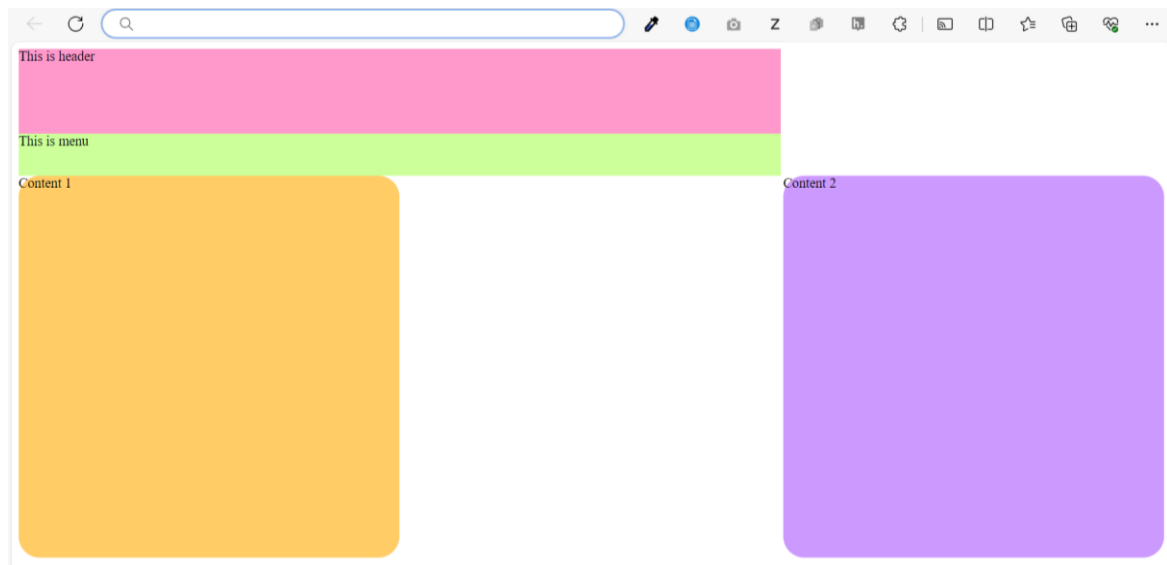 Z
This is header
This is menu
Content 1
Content 2